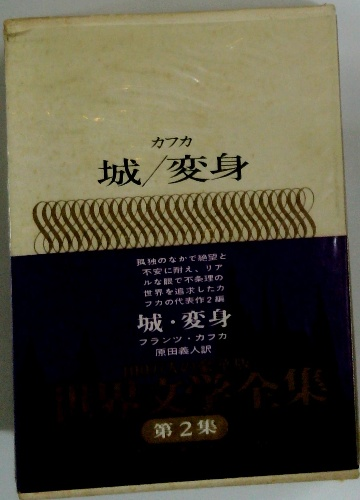 カフカ
城/変身
孤独のなかで絶望と
不安に耐え、リア
ルな眼で不条理の
世界を追求したカ
フカの代表作2編
城・変身
フランツ・カフカ
原田義人訳
世界文学全集
第2集